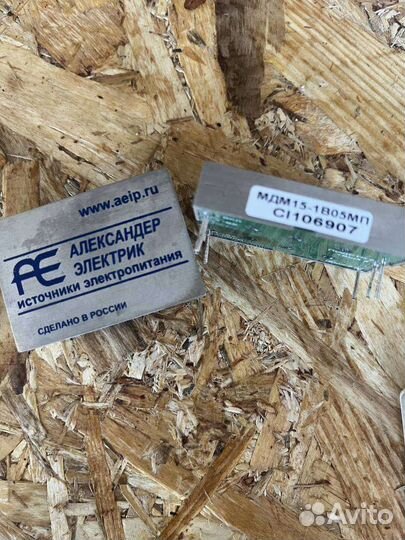 www.aeip.ru
АЕ АЛЕКСАНДЕР
ЭЛЕКТРИК
источники электропитания
СДЕЛАНО В РОССИИ
МДМ15-1В05МП
CI106907
Avito